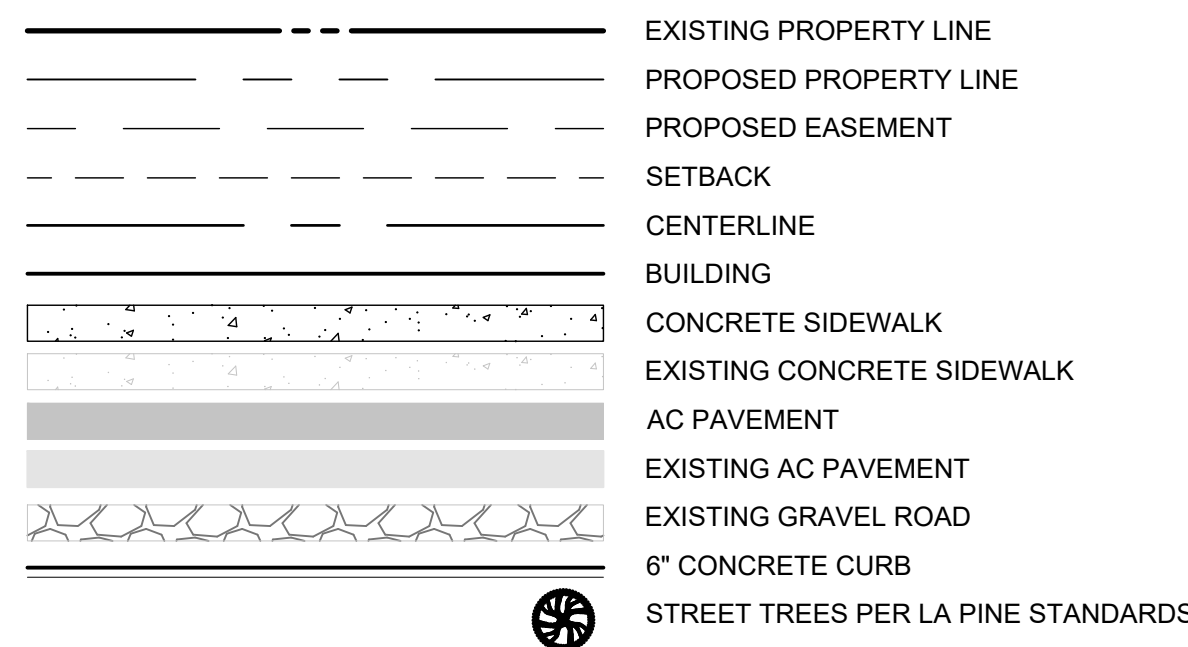 EXISTING PROPERTY LINE
PROPOSED PROPERTY LINE
PROPOSED EASEMENT
SETBACK
CENTERLINE
BUILDING
CONCRETE SIDEWALK
EXISTING CONCRETE SIDEWALK
AC PAVEMENT
EXISTING AC PAVEMENT
EXISTING GRAVEL ROAD
6" CONCRETE CURB
STREET TREES PER LA PINE STANDARDS